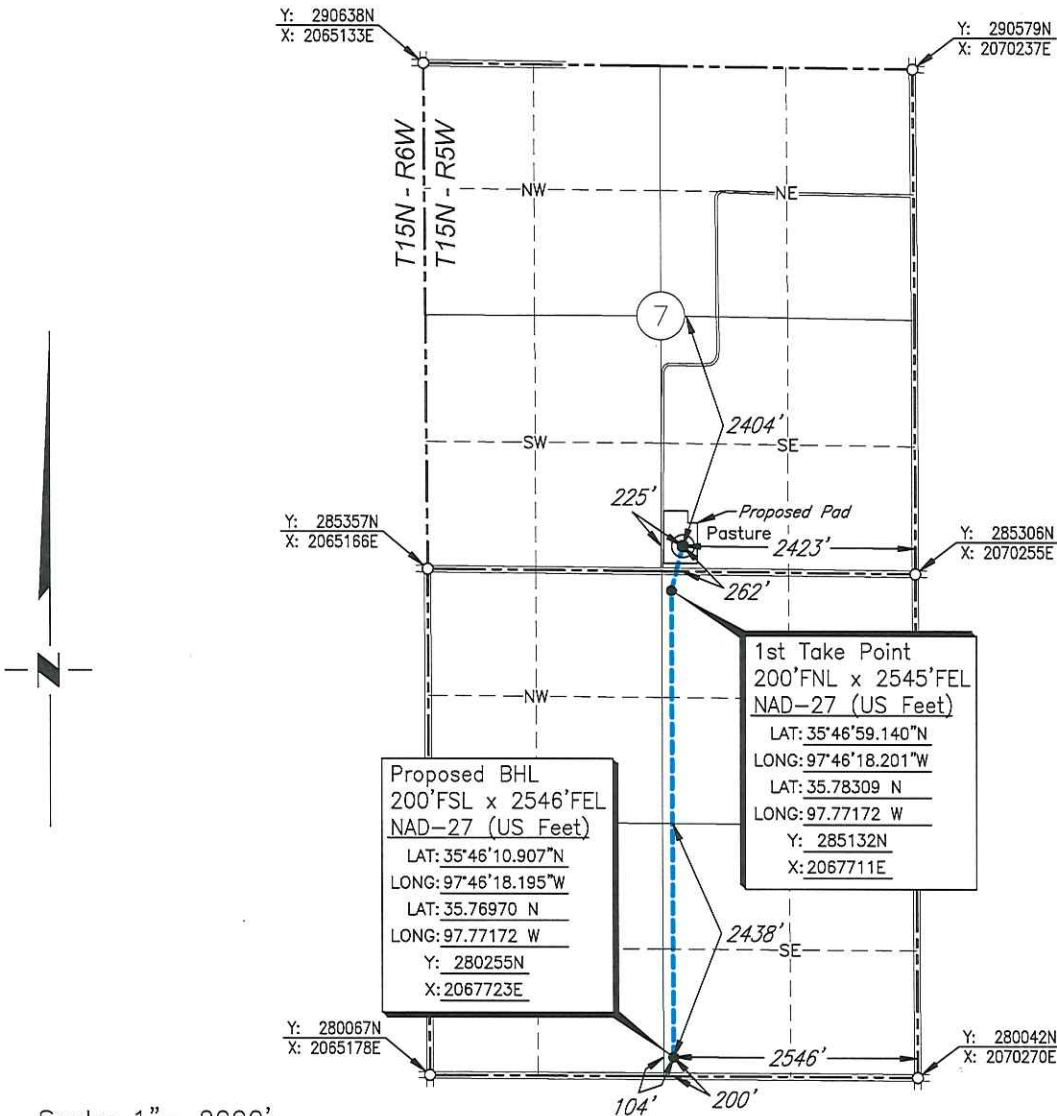 Y: 290638N
X: 2065133E
Y: 290579N
X: 2070237E
T15N - R6W
T15N - R5W
NW
NE
7
2404'
SW
SE
225'
Proposed Pad
Pasture
Y: 285357N
X: 2065166E
2423'
Y: 285306N
X: 2070255E
262'
N
1st Take Point
200'FNL x 2545'FEL
NAD-27 (US Feet)
LAT: 35°46'59.140"N
LONG: 97°46'18.201"W
LAT: 35.78309 N
LONG: 97.77172 W
Y: 285132N
X: 2067711E
NW
Proposed BHL
200'FSL x 2546'FEL
NAD-27 (US Feet)
LAT: 35°46'10.907"N
LONG: 97°46'18.195"W
LAT: 35.76970 N
LONG: 97.77172 W
Y: 280255N
X: 2067723E
2438'
SE
Y: 280067N
X: 2065178E
2546'
Y: 280042N
X: 2070270E
104'
200'